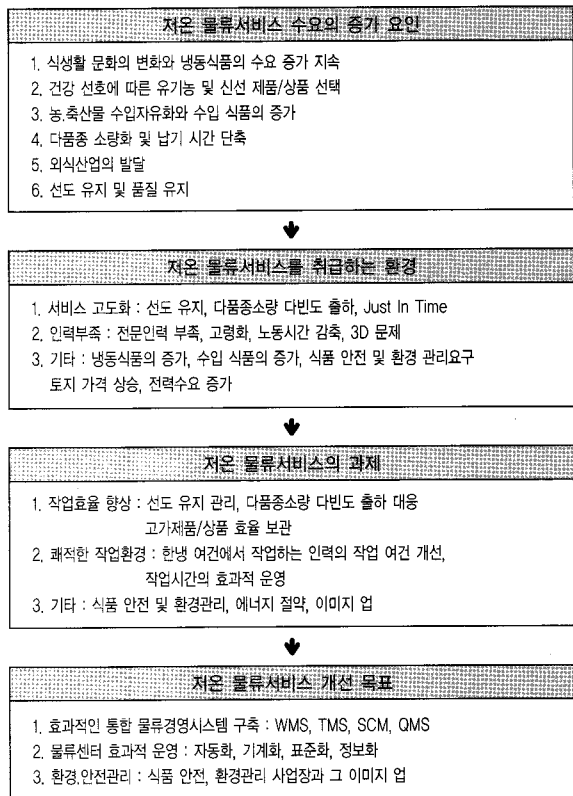 저온 물류서비스 수요의 증가 요인
1. 식생활 문화의 변화와 냉동식품의 수요 증가 지속
2. 건강 선호에 따른 유기농 및 신선 제품/상품 선택
3. 농.축산물 수입자유화와 수입 식품의 증가
4. 다품종 소량화 및 납기 시간 단축
5. 외식산업의 발달
6. 선도 유지 및 품질 유지
저온 물류서비스를 취급하는 환경
1. 서비스 고도화 : 선도 유지, 다품종소량 다빈도 출하, Just In Time
2. 인력부족 : 전문인력 부족, 고령화, 노동시간 감축, 3D 문제
3. 기타 : 냉동식품의 증가, 수입 식품의 증가, 식품 안전 및 환경 관리요구
토지 가격 상승, 전력수요 증가
저온 물류서비스의 과제
1. 작업효율 향상 : 선도 유지 관리, 다품종소량 다빈도 출하 대응
고가제품/상품 효율 보관
2. 쾌적한 작업환경 : 한냉 여건에서 작업하는 인력의 작업 여건 개선,
작업시간의 효과적 운영
3. 기타 : 식품 안전 및 환경관리, 에너지 절약, 이미지 업
저온 물류서비스 개선 목표
1. 효과적인 통합 물류경영시스템 구축 : WMS, TMS, SCM, QMS
2. 물류센터 효과적 운영 : 자동화, 기계화, 표준화, 정보화
3. 환경.안전관리 : 식품 안전, 환경관리 사업장과 그 이미지 업